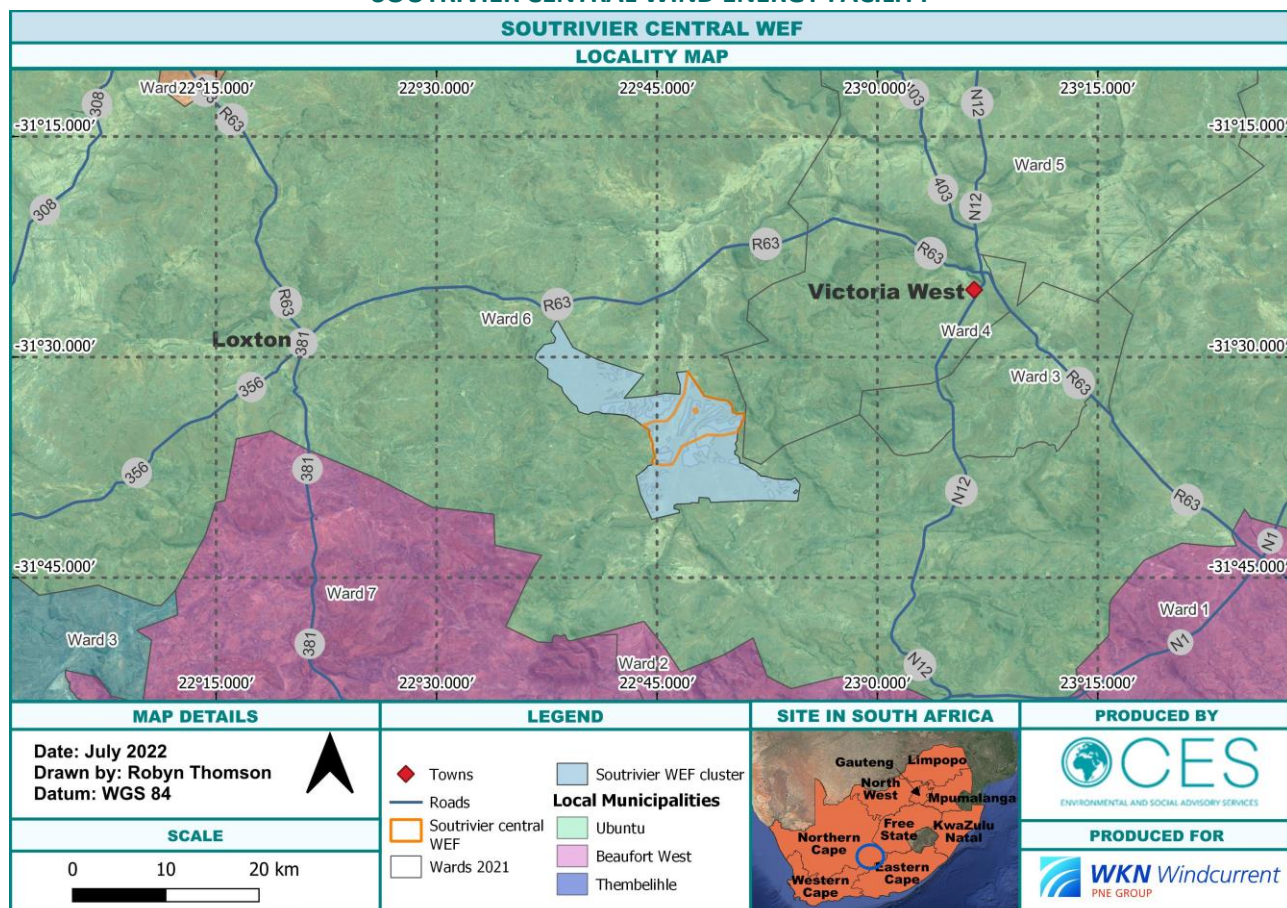 SOUTRIVIER CENTRAL WIND ENERGY FACILITY
SOUTRIVIER CENTRAL WEF
LOCALITY MAP
Ward
22°15.000'
22°30.000'
22°45.000'
23°0.000'
23°15.000'
308
R63
N12
-31°15.000'
-31°15.000'
Ward 5
403
N12
308
R63
R63
R63
Victoria West
Ward 6
R63
Ward 4
Loxton
381
-31°30.000'
-31°30.000'
356
Ward 3
R63
356
381
N12
R63
N1
-31°45.000'
-31°45.000'
Ward 7
Ward 1
Ward 3
381
Ward 2
N1
N12
22°15.000'
22°30.000'
22°45.000'
23°0.000'
23°15.000'
MAP DETAILS
Date: July 2022
Drawn by: Robyn Thomson
Datum: WGS 84
SCALE
0 10 20 km
LEGEND
Towns
Roads
Soutrivier central
WEF
Wards 2021
Soutrivier WEF cluster
Local Municipalities
Ubuntu
Beaufort West
Thembelihle
SITE IN SOUTH AFRICA
Gauteng
Limpopo
North
West
Mpumalanga
Free
State
KwaZulu
Natal
Northern
Cape
Eastern
Cape
Western
Cape
PRODUCED BY
CES
ENVIRONMENTAL AND SOCIAL ADVISORY SERVICES
PRODUCED FOR
WKN Windcurrent
PNE GROUP